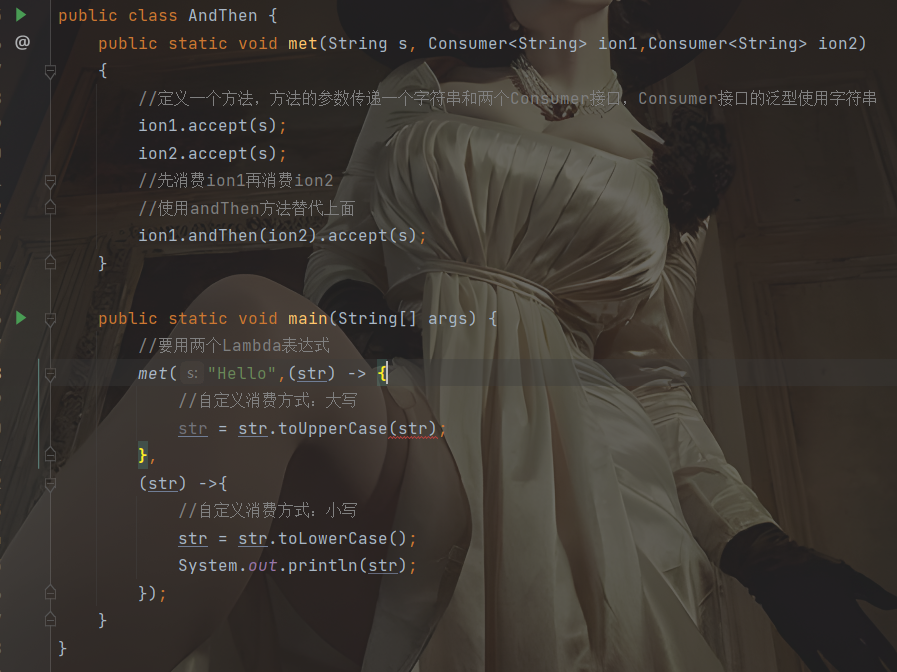 public class AndThen {
@ public static void met(String s, Consumer<String> ion1,Consumer<String> ion2)
{
//定义一个方法，方法的参数传递一个字符串和两个Consumer接口，Consumer接口的泛型使用字符串
ion1.accept(s);
ion2.accept(s);
//先消费ion1再消费ion2
//使用andThen方法替代上面
ion1.andThen(ion2).accept(s);
}
public static void main(String[] args) {
//要用两个Lambda表达式
met( s: "Hello",(str) -> {
//自定义消费方式：大写
str = str.toUpperCase(str);
},
(str) ->{
//自定义消费方式：小写
str = str.toLowerCase();
System.out.println(str);
});
}
}